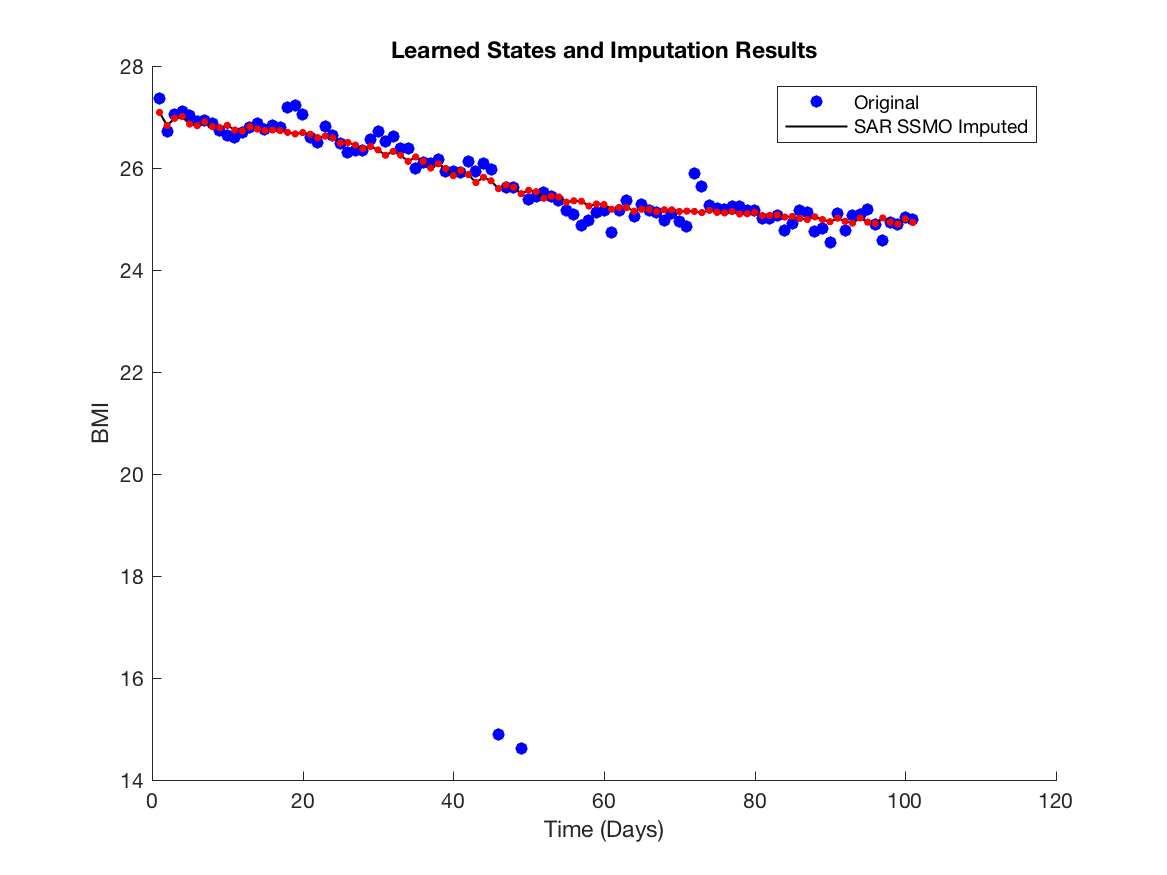 Learned States and Imputation Results
Original
SAR SSMO Imputed
28
26
24
22
20
18
16
14
BMI
0 20 40 60 80 100 120
Time (Days)